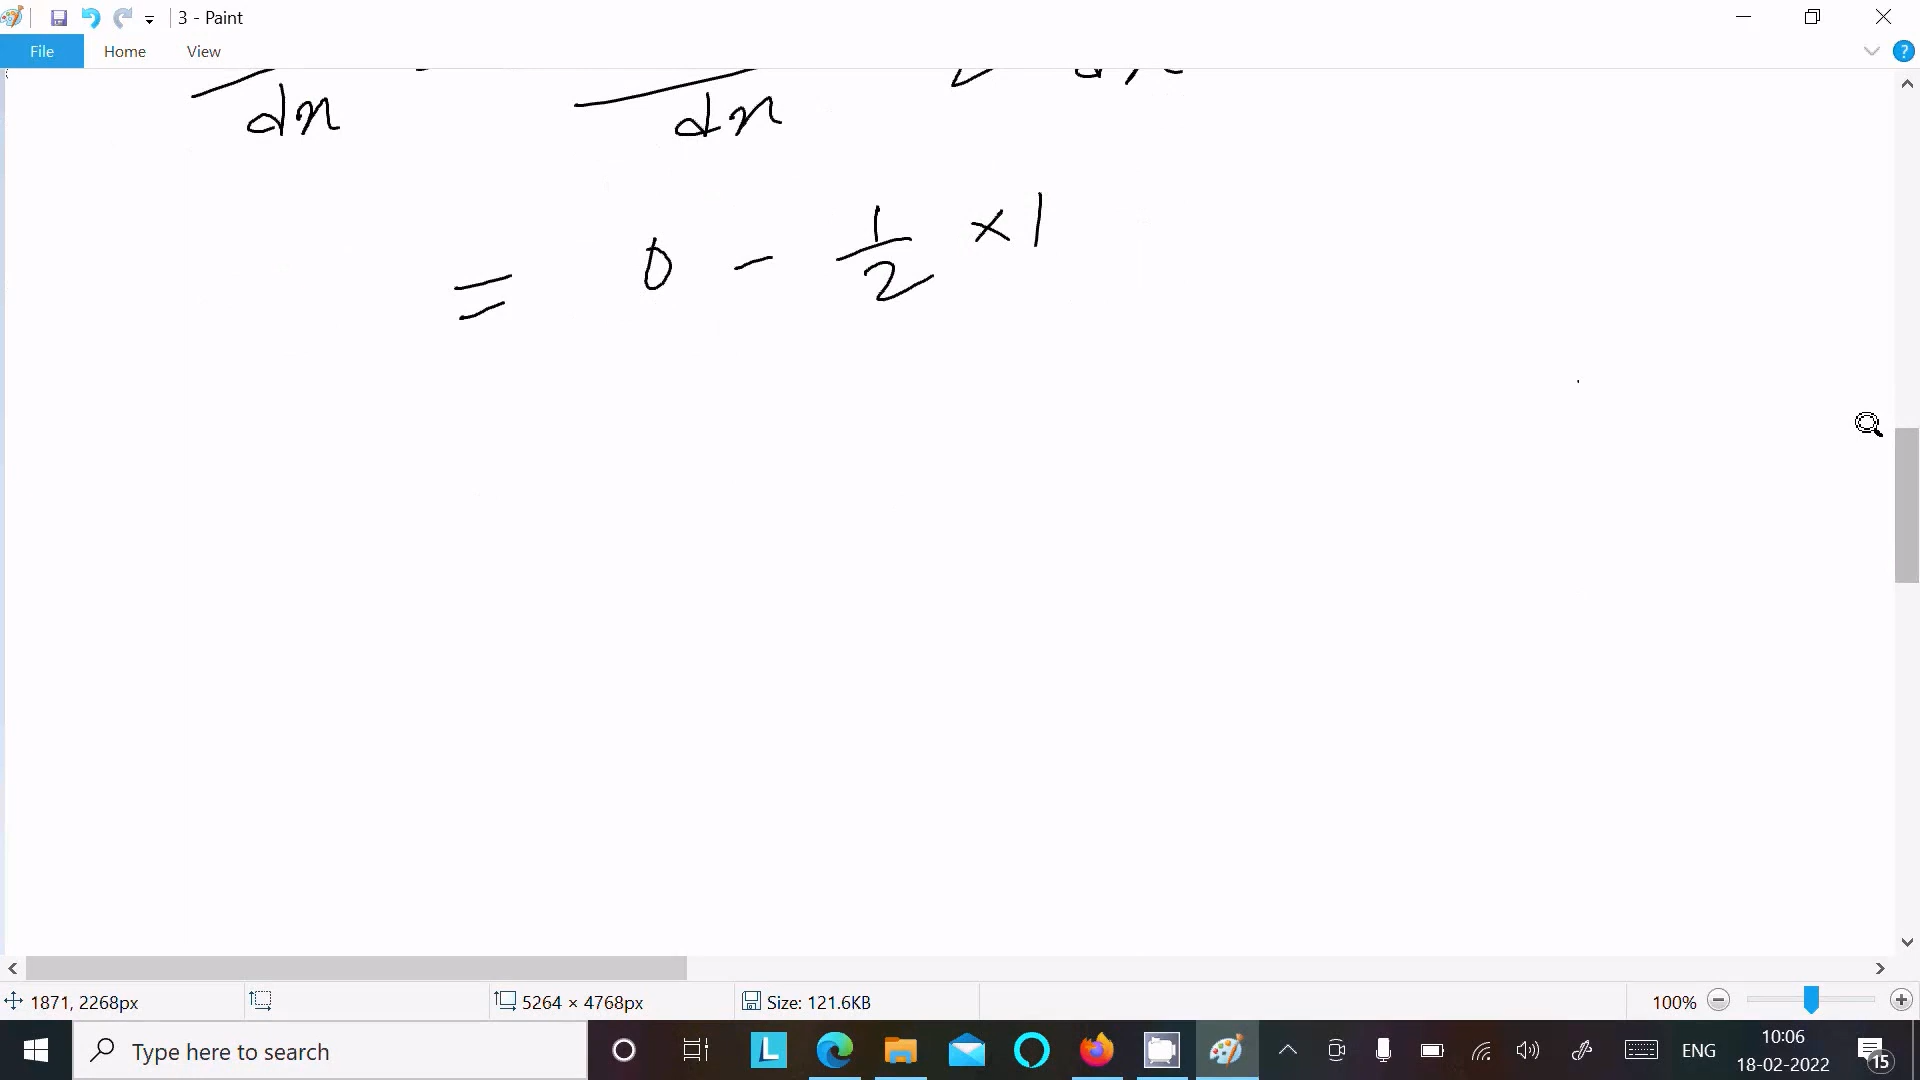 3 - Paint
File Home View
dx dx
= 0 - 1/2 × 1
1871, 2268px 5264 × 4768px Size: 121.6KB 100%
Type here to search L ENG 10:06
18-02-2022 15